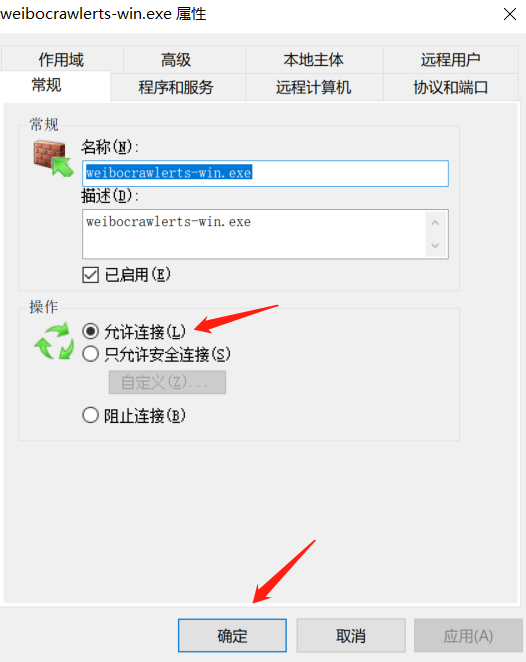 weibocrawlerts-win.exe 属性
作用域 高级 本地主体 远程用户
常规 程序和服务 远程计算机 协议和端口
常规
名称(N):
weibocrawlerts-win.exe
描述(D):
weibocrawlerts-win.exe
已启用(E)
操作
允许连接(L)
只允许安全连接(S)
自定义(Z)...
阻止连接(B)
确定 取消 应用(A)